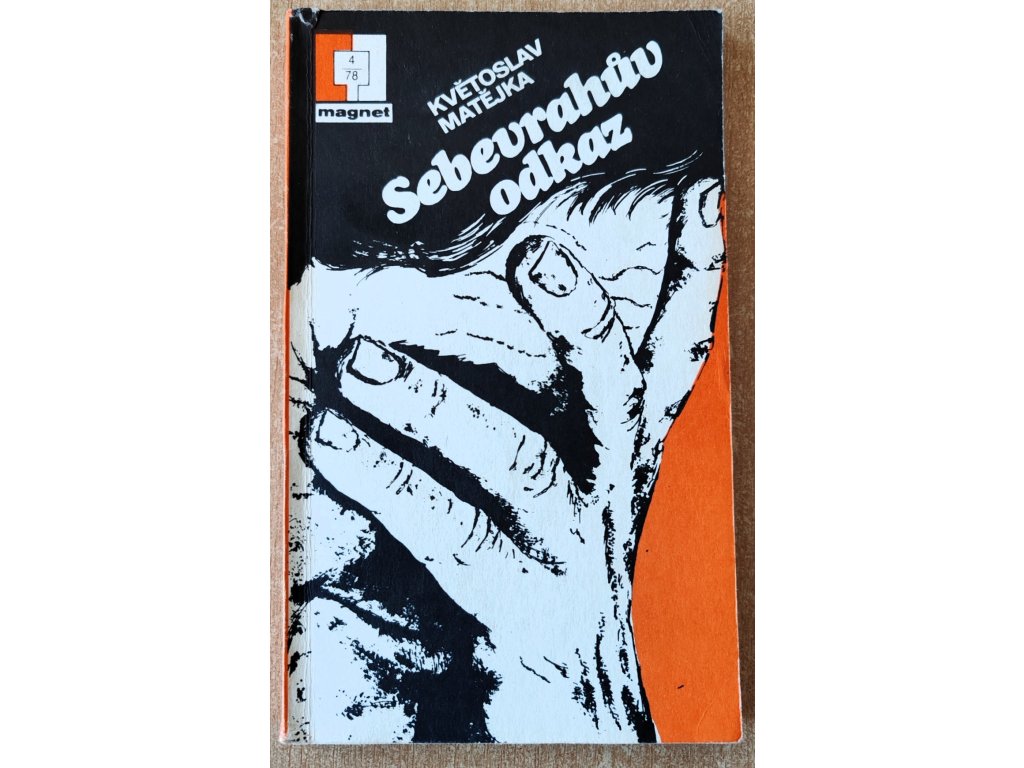 4
78
magnet
KVĚTOSLAV
MATĚJKA
Sebevrahův
odkaz